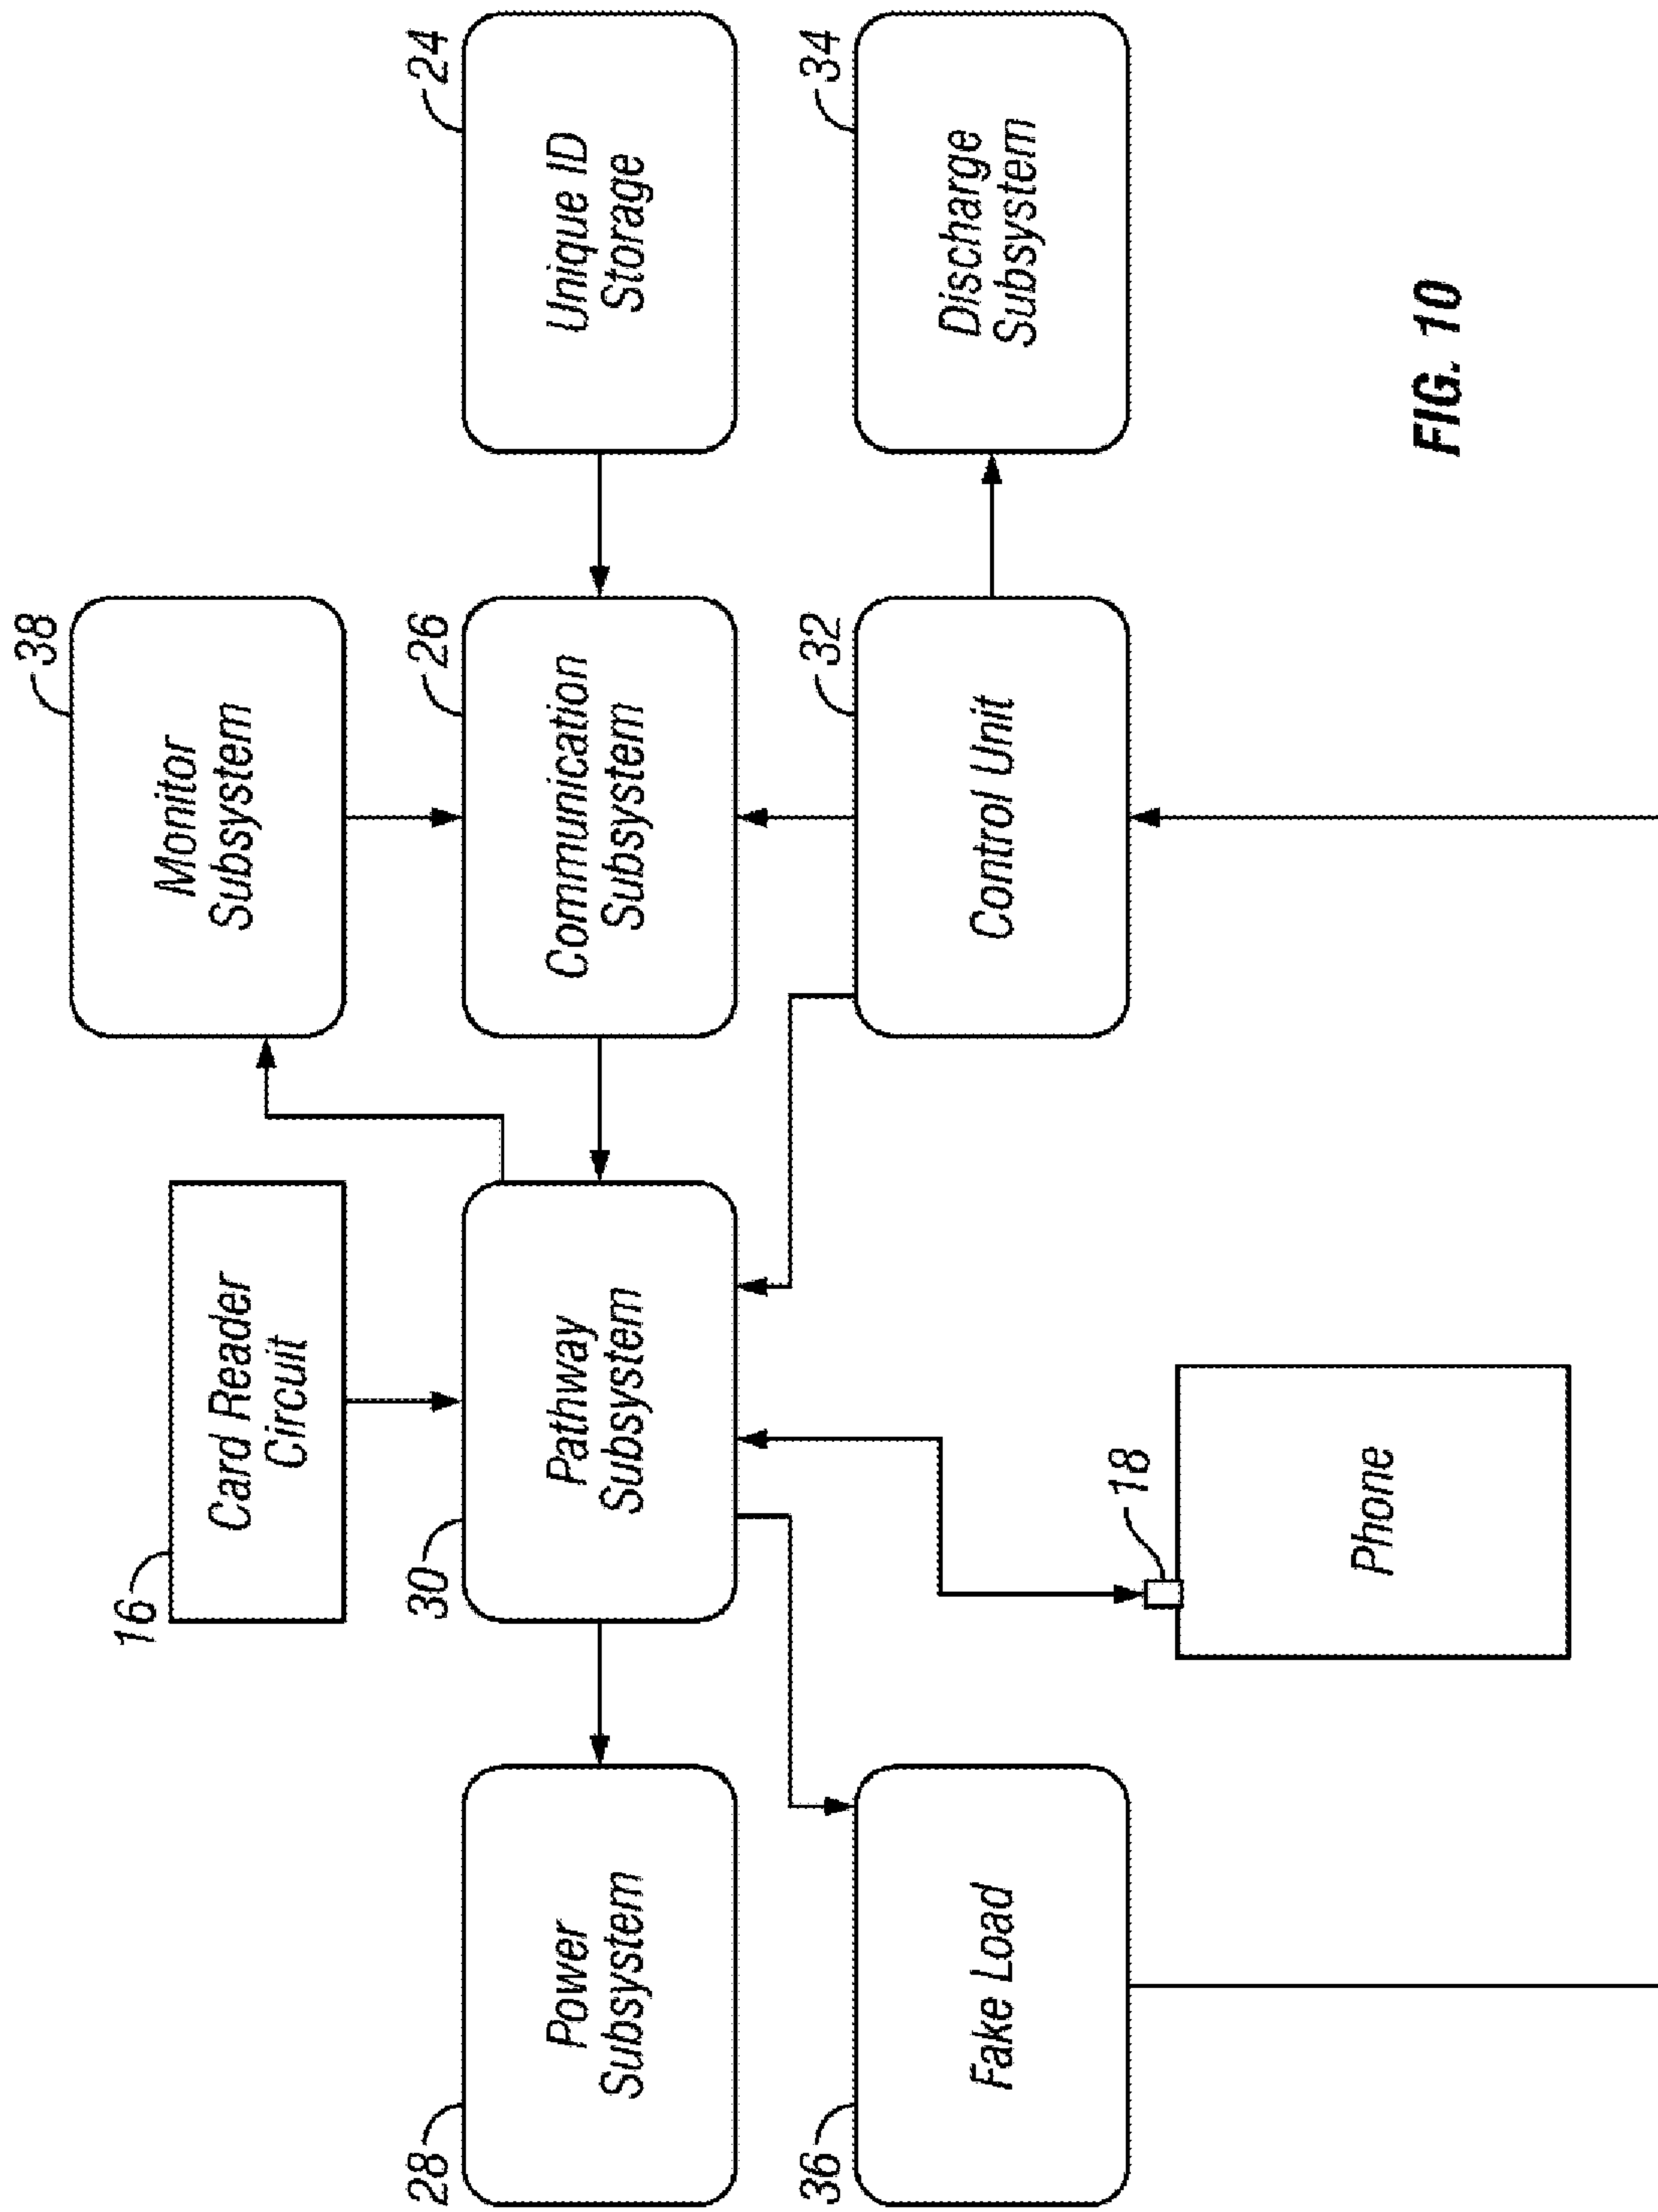 38
16
Monitor
Subsystem
Card Reader
Circuit
28
30
26
24
Power
Subsystem
Pathway
Subsystem
Communication
Subsystem
Unique ID
Storage
36
32
34
Fake Load
Control Unit
Discharge
Subsystem
18
Phone
FIG. 10